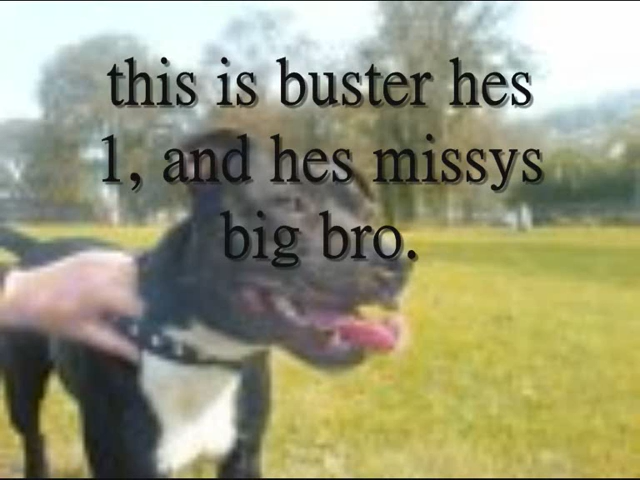 this is buster hes
1, and hes missys
big bro.